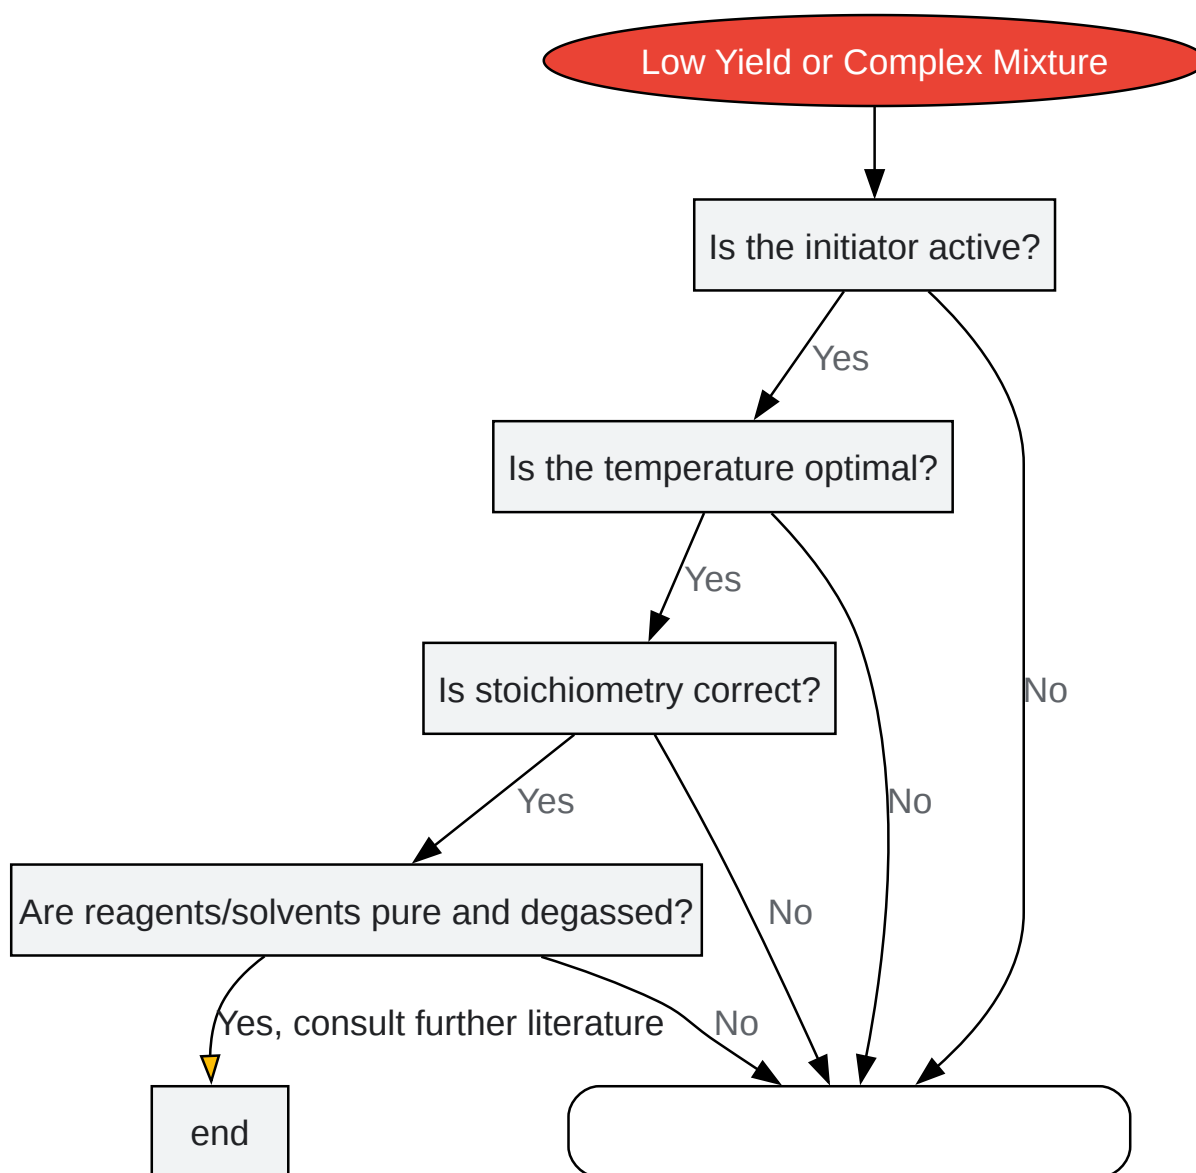 Low Yield or Complex Mixture
Is the initiator active?
Yes
Is the temperature optimal?
Yes
Is stoichiometry correct?
No
Yes
No
Are reagents/solvents pure and degassed?
No
Yes, consult further literature
No
end